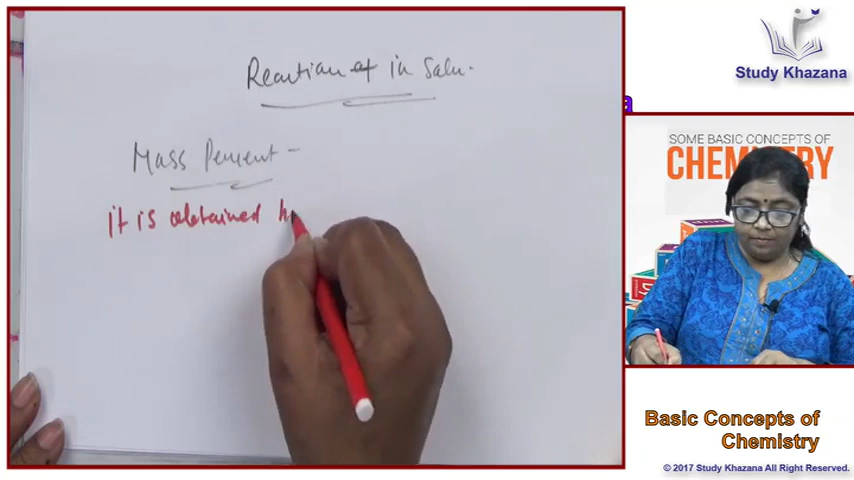 Reaction of in Soln.
Mass Percent -
it is obtained
Study Khazana
SOME BASIC CONCEPTS OF
CHEMISTRY
Basic Concepts of
Chemistry
© 2017 Study Khazana All Right Reserved.